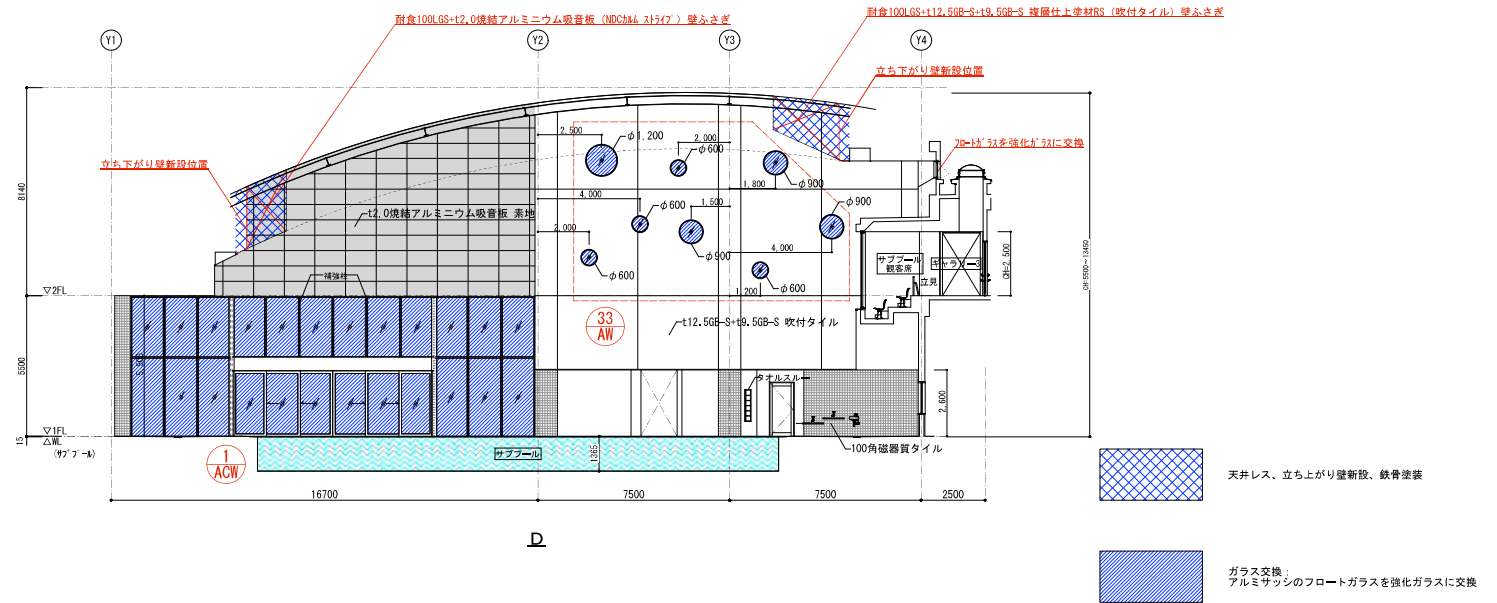 耐食100LGS+t2.0焼結アルミニウム吸音板 (NDCカルム ストライプ) 壁ふさぎ
耐食100LGS+t12.5GB-S+t9.5GB-S 複層仕上塗材RS (吹付タイル) 壁ふさぎ
Y1
Y2
Y3
Y4
立ち下がり壁新設位置
フロートガラスを強化ガラスに交換
立ち下がり壁新設位置
2,500
φ1,200
2,000
φ600
1,800
φ900
4,000
φ600
1,500
φ900
φ900
2,000
φ600
4,000
φ600
1,200
t2.0焼結アルミニウム吸音板 素地
8140
CH=5500～13450
サブプール
観客席
ギャラリー3
立見
CH=2,500
補強柱
▽2FL
33
AW
t12.5GB-S+t9.5GB-S 吹付タイル
5500
タオルスルー
2,600
▽1FL
△WL
(サブプール)
15
1
ACW
サブプール
1365
100角磁器質タイル
16700
7500
7500
2500
D
天井レス、立ち上がり壁新設、鉄骨塗装
ガラス交換：
アルミサッシのフロートガラスを強化ガラスに交換